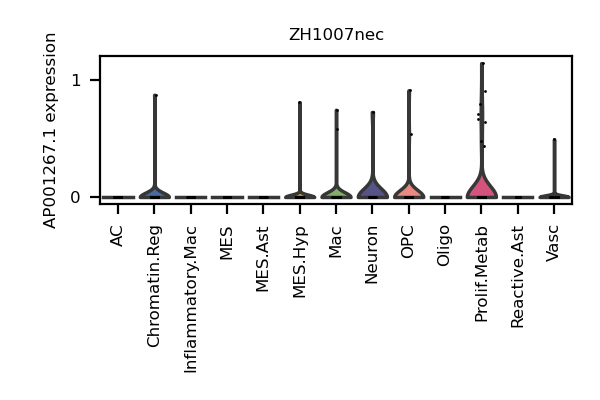 ZH1007nec
AP001267.1 expression
1
0
AC
Chromatin.Reg
Inflammatory.Mac
MES
MES.Ast
MES.Hyp
Mac
Neuron
OPC
Oligo
Prolif.Metab
Reactive.Ast
Vasc